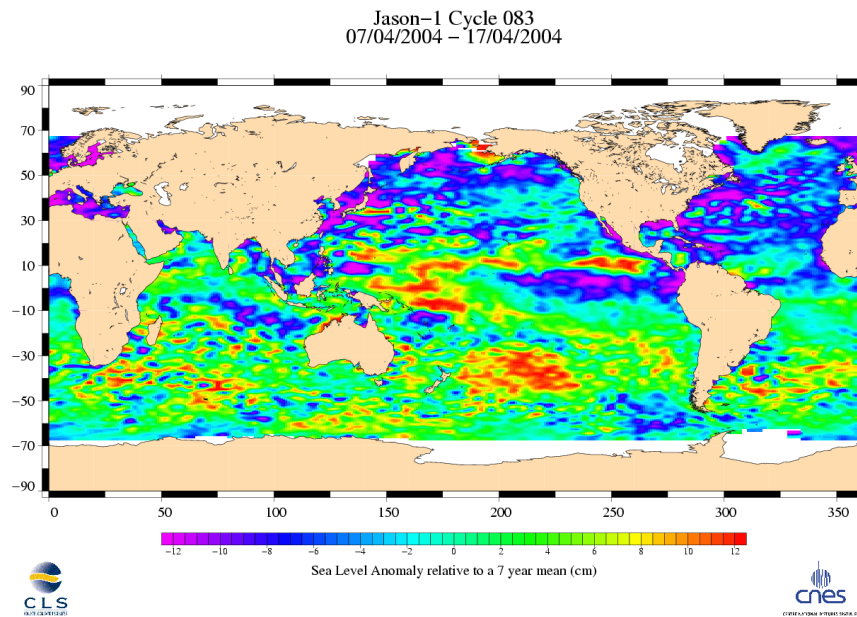 Jason−1 Cycle 083
07/04/2004 − 17/04/2004
90
70
50
30
10
−10
−30
−50
−70
−90
0 50 100 150 200 250 300 350
−12 −10 −8 −6 −4 −2 0 2 4 6 8 10 12
Sea Level Anomaly relative to a 7 year mean (cm)
CLS
cnes